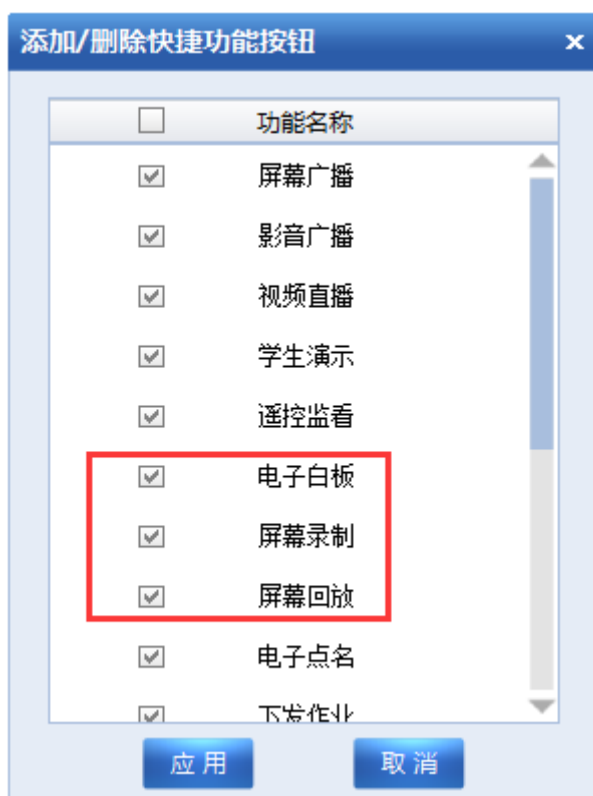 添加/删除快捷功能按钮
功能名称
屏幕广播
影音广播
视频直播
学生演示
遥控监看
电子白板
屏幕录制
屏幕回放
电子点名
下发作业
应用 取消